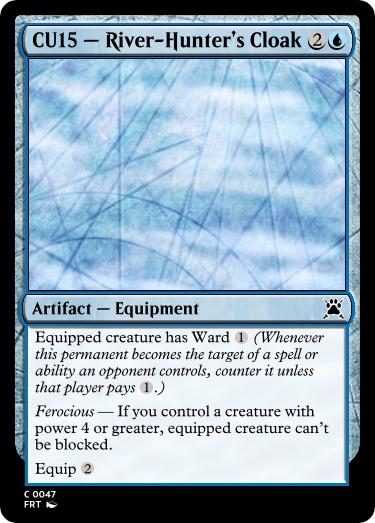 CU15 — River-Hunter's Cloak 2
Artifact — Equipment
Equipped creature has Ward 1 (Whenever
this permanent becomes the target of a spell or
ability an opponent controls, counter it unless
that player pays 1.)
Ferocious — If you control a creature with
power 4 or greater, equipped creature can't
be blocked.
Equip 2
C 0047
FRT